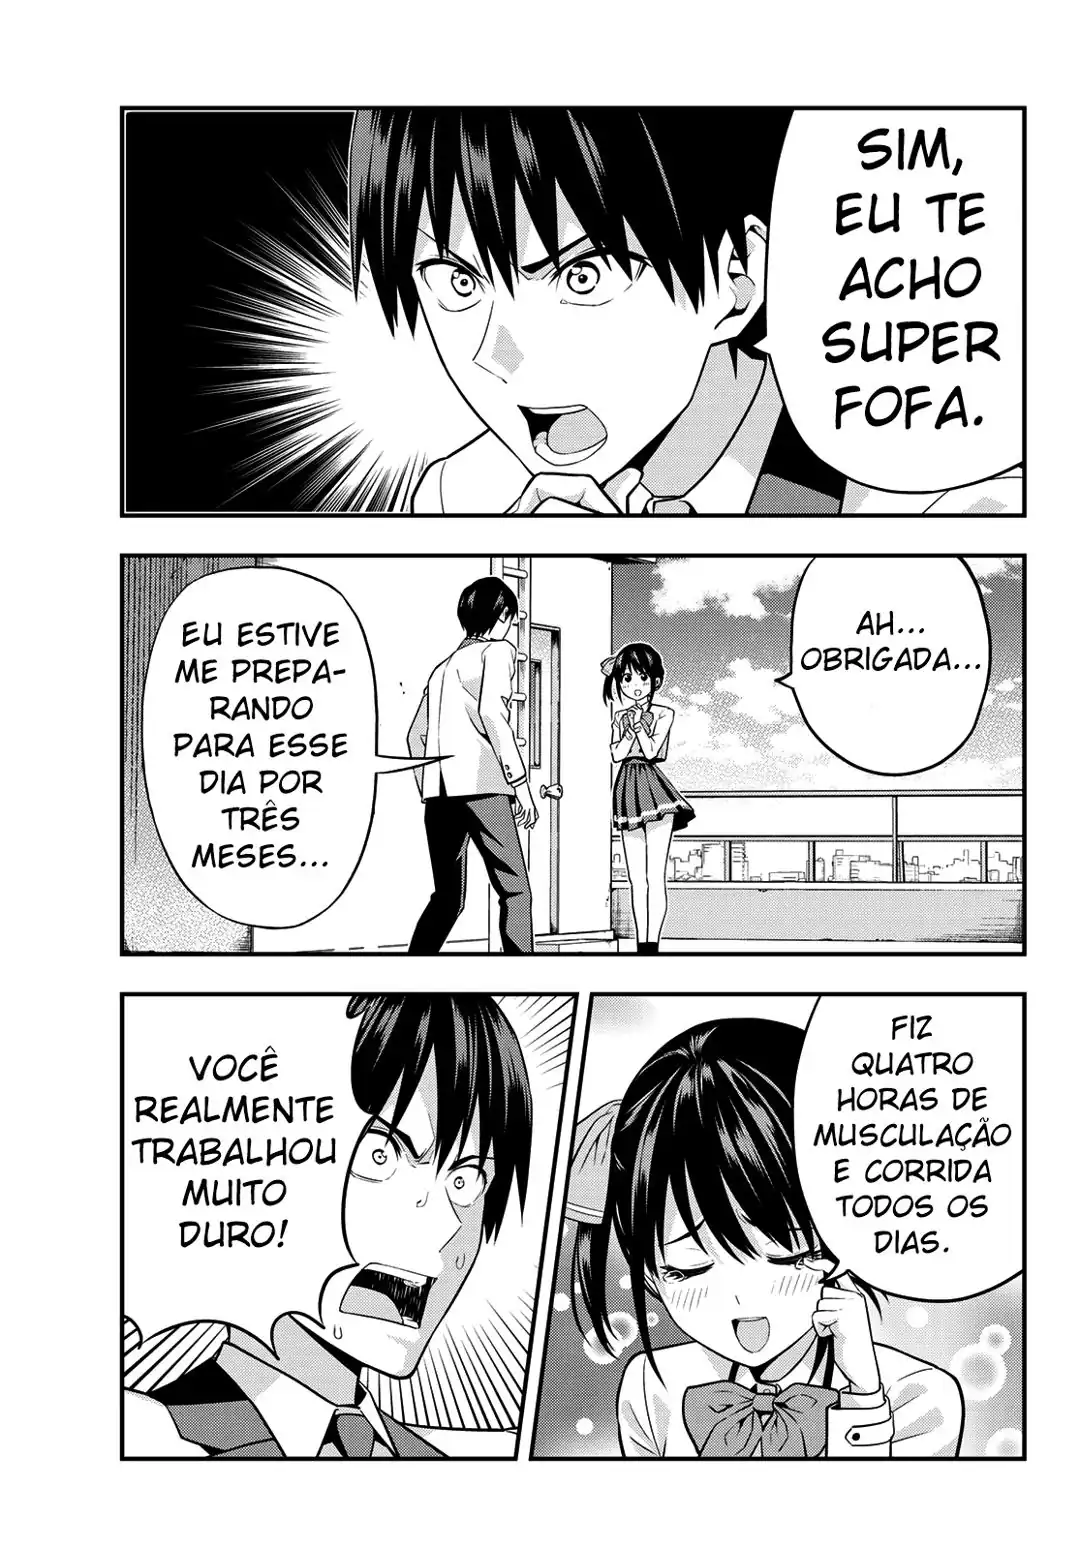 SIM,
EU TE
ACHO
SUPER
FOFA.
AH...
OBRIGADA...
EU ESTIVE
ME PREPA-
RANDO
PARA ESSE
DIA POR
TRÊS
MESES...
FIZ
QUATRO
HORAS DE
MUSCULAÇÃO
E CORRIDA
TODOS OS
DIAS.
VOCÊ
REALMENTE
TRABALHOU
MUITO
DURO!